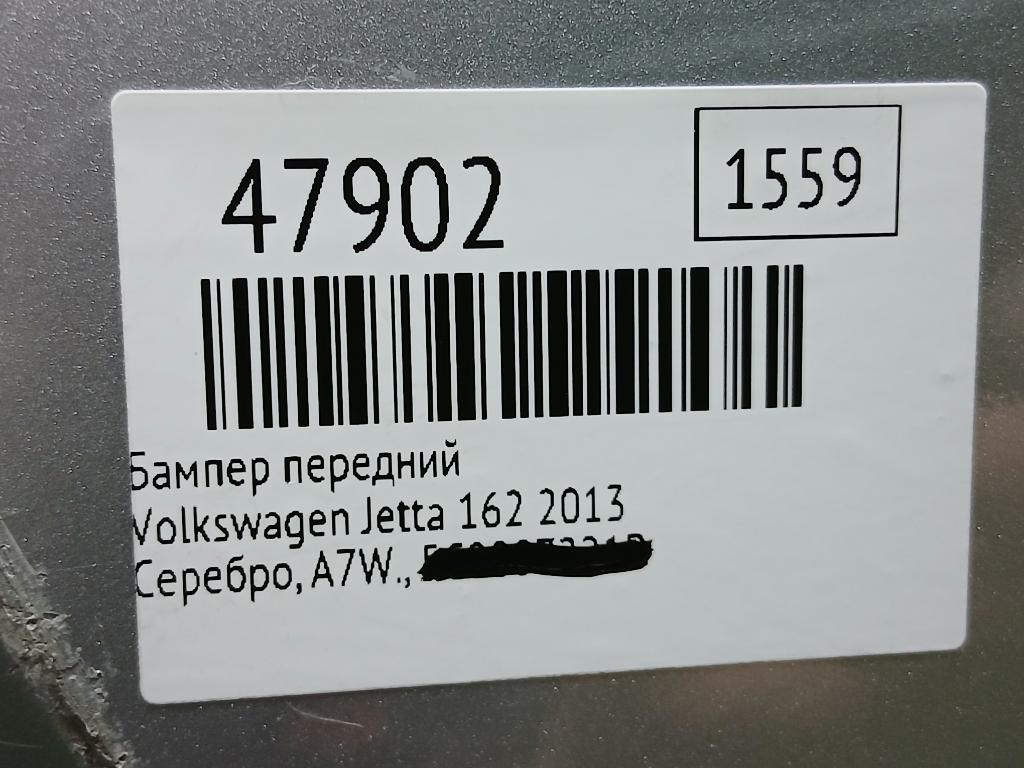 47902
1559
Бампер передний
Volkswagen Jetta 162 2013
Серебро, A7W.,